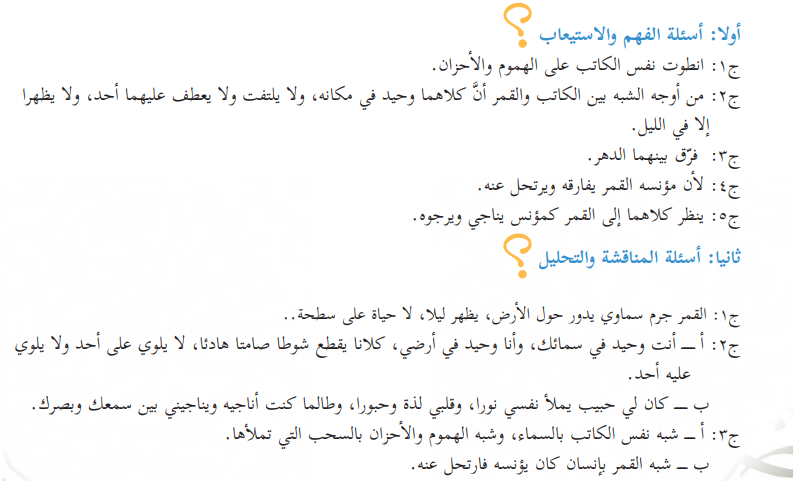 أولا: أسئلة الفهم والاستيعاب
ج١: انطوت نفس الكاتب على الهموم والأحزان.
ج٢: من أوجه الشبه بين الكاتب والقمر أنَّ كلاهما وحيد في مكانه، ولا يلتفت ولا يعطف عليهما أحد، ولا يظهرا
إلا في الليل.
ج٣: فرّق بينهما الدهر.
ج٤: لأن مؤنسه القمر يفارقه ويرتحل عنه.
ج٥: ينظر كلاهما إلى القمر كمؤنس يناجي ويرجوه.
ثانيا: أسئلة المناقشة والتحليل
ج١: القمر جرم سماوي يدور حول الأرض، يظهر ليلا، لا حياة على سطحة..
ج٢: أ ــ أنت وحيد في سمائك، وأنا وحيد في أرضي، كلانا يقطع شوطا صامتا هادئا، لا يلوي على أحد ولا يلوي
عليه أحد.
ب ــ كان لي حبيب يملأ نفسي نورا، وقلبي لذة وحبورا، وطالما كنت أناجيه ويناجيني بين سمعك وبصرك.
ج٣: أ ــ شبه نفس الكاتب بالسماء، وشبه الهموم والأحزان بالسحب التي تملأها.
ب ــ شبه القمر بإنسان كان يؤنسه فارتحل عنه.